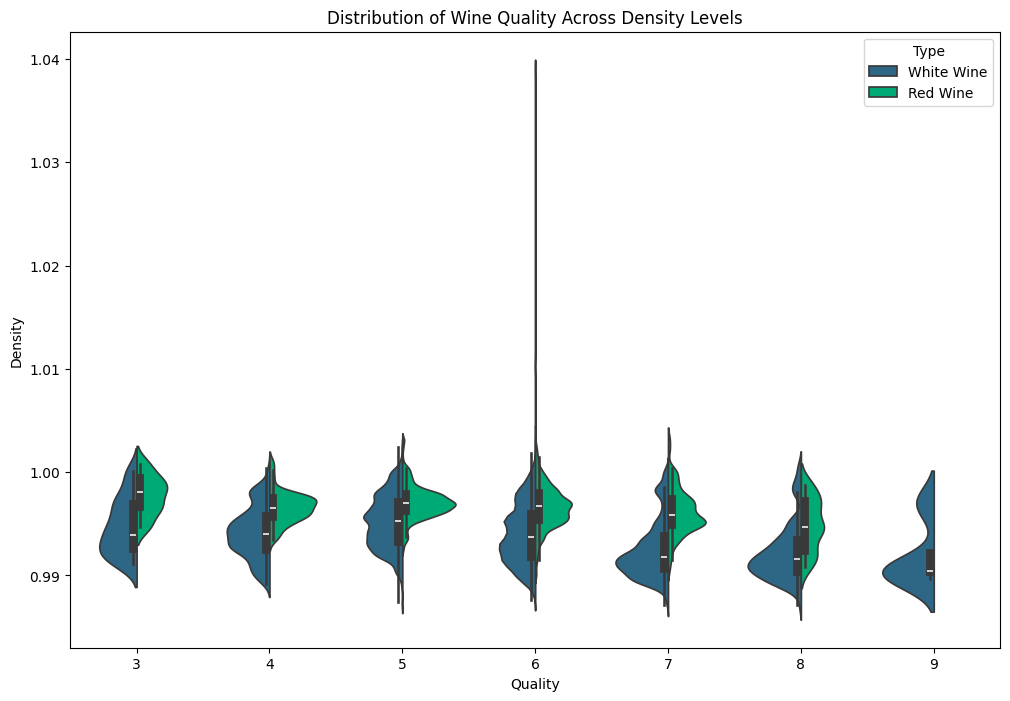 Distribution of Wine Quality Across Density Levels
Type
White Wine
Red Wine
Density
1.04
1.03
1.02
1.01
1.00
0.99
3 4 5 6 7 8 9
Quality